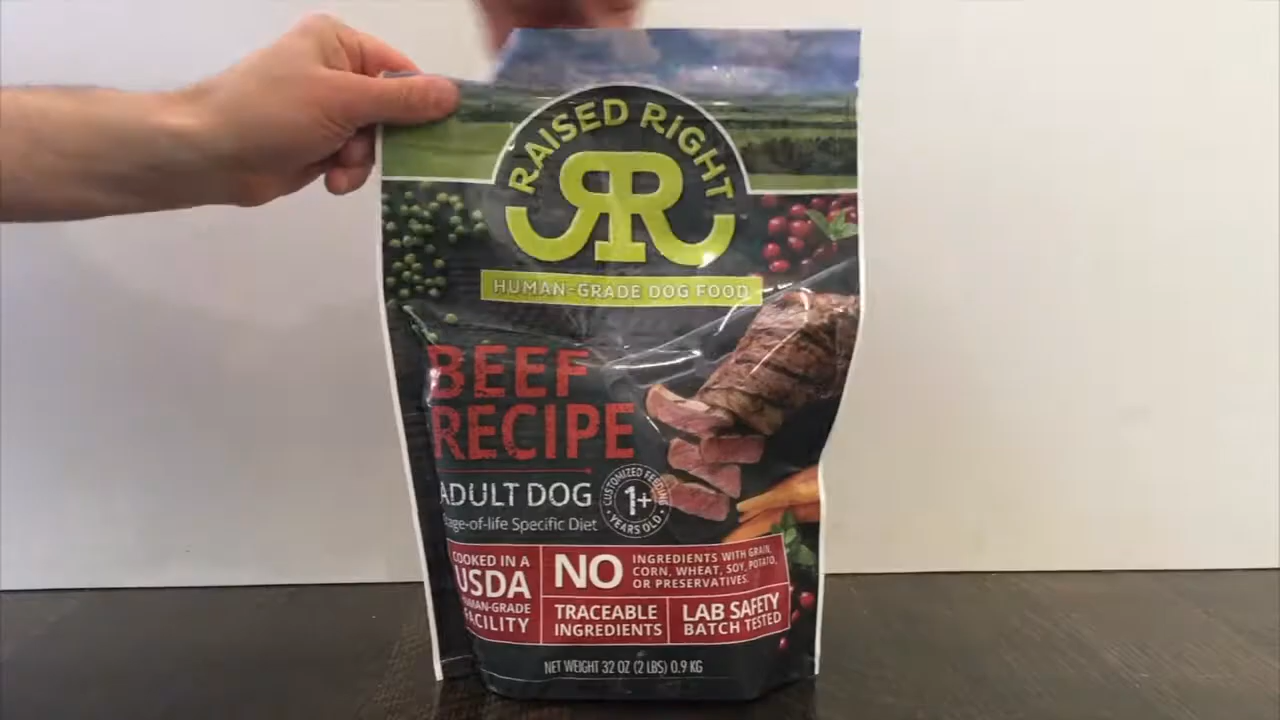 RAISED RIGHT
RR
HUMAN-GRADE DOG FOOD
BEEF
RECIPE
ADULT DOG
Stage-of-life Specific Diet
CUSTOMIZED FEEDING
1+
YEARS OLD
COOKED IN A
USDA
HUMAN-GRADE
FACILITY
NO
INGREDIENTS WITH GRAIN,
CORN, WHEAT, SOY, POTATO,
OR PRESERVATIVES.
TRACEABLE
INGREDIENTS
LAB SAFETY
BATCH TESTED
NET WEIGHT 32 OZ (2 LBS) 0.9 KG